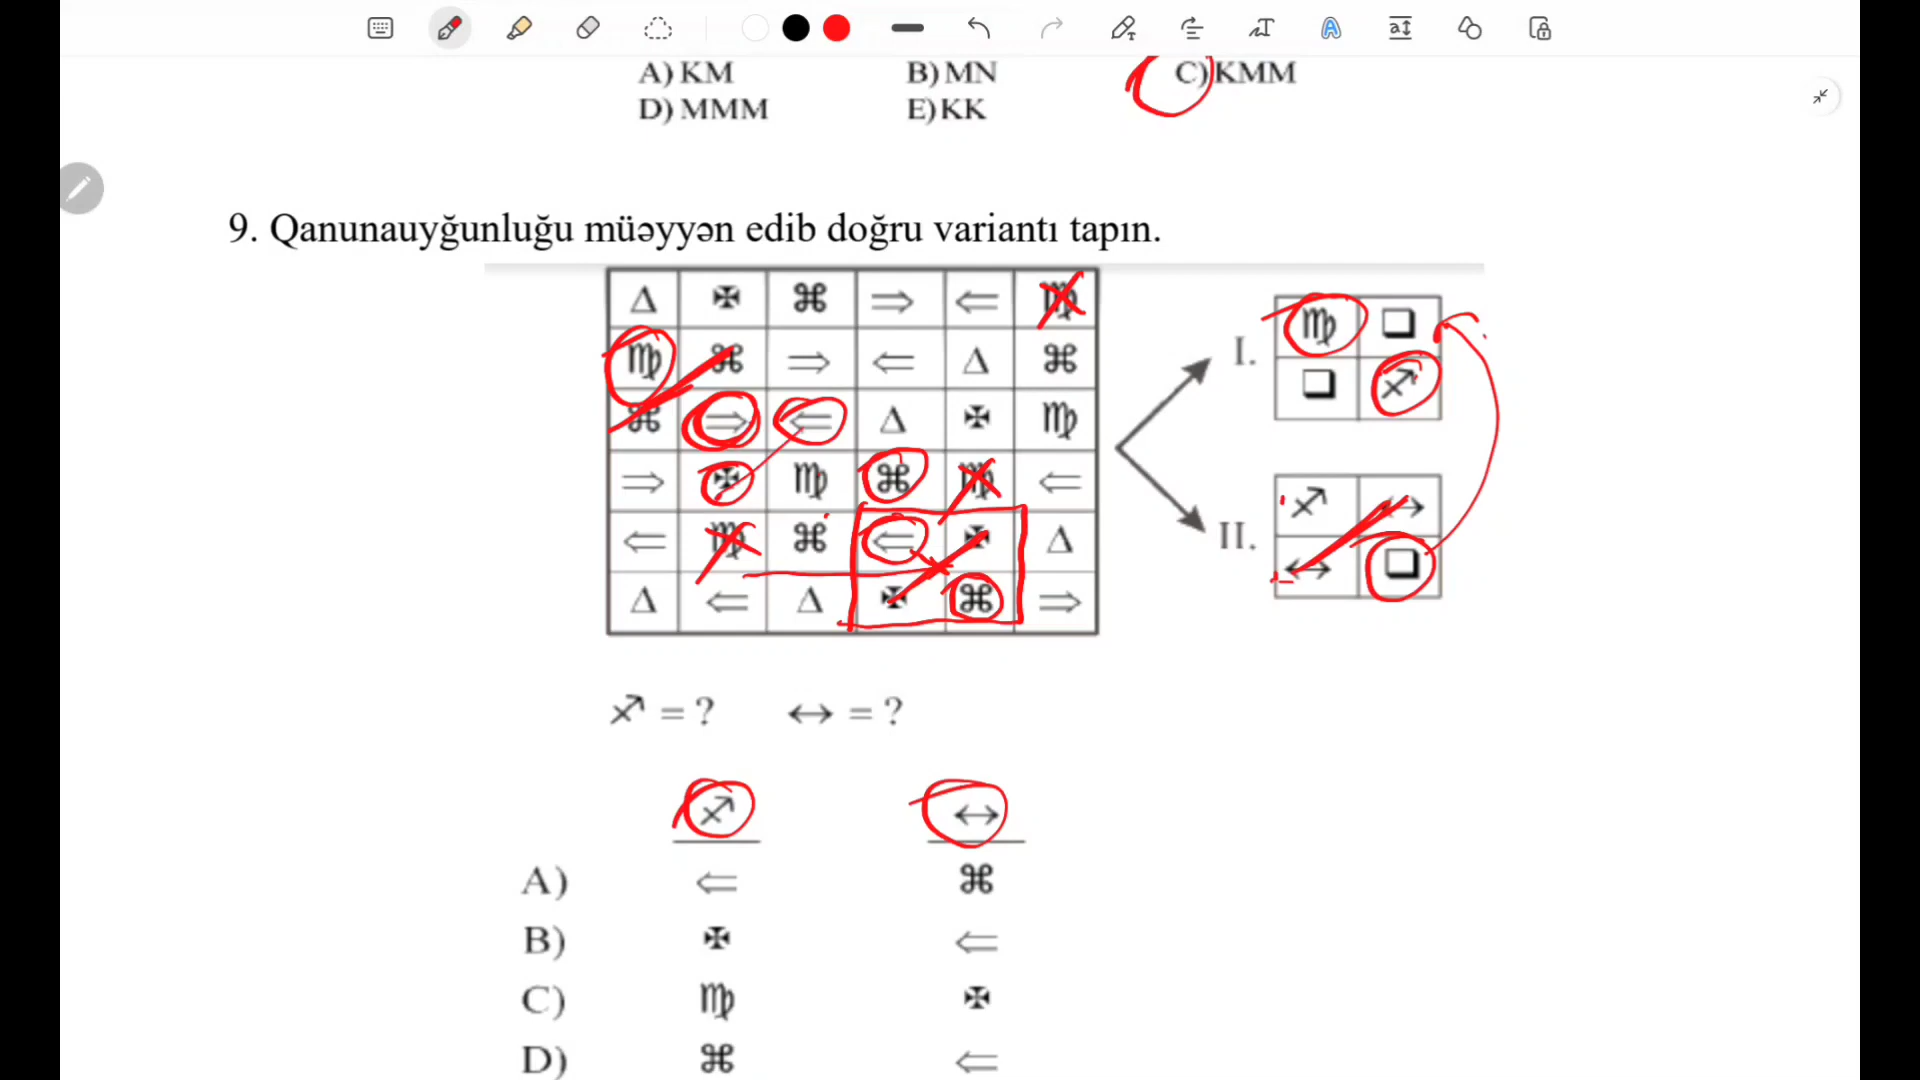 A) KM B) MN C) KMM
D) MMM E) KK
9. Qanunauyğunluğu müəyyən edib doğru variantı tapın.
Δ ✠ ⌘ ⇒ ⇐ ♍
♍ ⌘ ⇒ ⇐ Δ ⌘
⌘ ⇒ ⇐ Δ ✠ ♍
⇒ ✠ ♍ ⌘ ♍ ⇐
⇐ ♍ ⌘ ⇐ ✠ Δ
Δ ⇐ Δ ✠ ⌘ ⇒
I.
♍ ❑
❑ ♐
II.
♐ ↔
↔ ❑
♐ = ? ↔ = ?
♐ ↔
A) ⇐ ⌘
B) ✠ ⇐
C) ♍ ✠
D) ⌘ ⇐